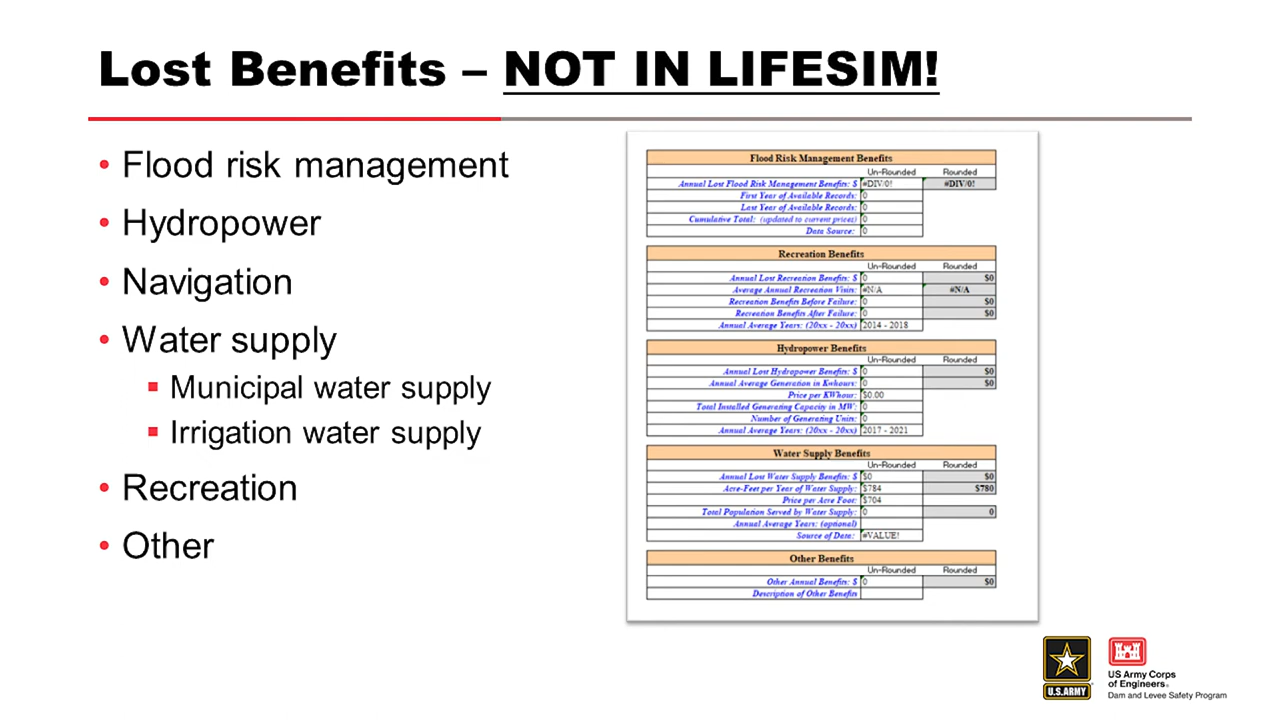 Lost Benefits – NOT IN LIFESIM!
• Flood risk management
• Hydropower
• Navigation
• Water supply
▪ Municipal water supply
▪ Irrigation water supply
• Recreation
• Other
Flood Risk Management Benefits
Un-Rounded Rounded
Annual Lost Flood Risk Management Benefits: $ #DIV/0! #DIV/0!
First Year of Available Records: 0
Last Year of Available Records: 0
Cumulative Total: (updated to current prices) 0
Data Source: 0
Recreation Benefits
Un-Rounded Rounded
Annual Lost Recreation Benefits: $ 0 $0
Average Annual Recreation Visits: #N/A #N/A
Recreation Benefits Before Failure: 0 $0
Recreation Benefits After Failure: 0 $0
Annual Average Years: (20xx - 20xx) 2014 - 2018
Hydropower Benefits
Un-Rounded Rounded
Annual Lost Hydropower Benefits: $ 0 $0
Annual Average Generation in Kwhours: 0 $0
Price per KWhour: $0.00
Total Installed Generating Capacity in MW: 0
Number of Generating Units: 0
Annual Average Years: (20xx - 20xx) 2017 - 2021
Water Supply Benefits
Un-Rounded Rounded
Annual Lost Water Supply Benefits: $ $0 $0
Acre-Feet per Year of Water Supply: $784 $780
Price per Acre Foot: $704
Total Population Served by Water Supply: 0 0
Annual Average Years: (optional)
Source of Data: #VALUE!
Other Benefits
Un-Rounded Rounded
Other Annual Benefits: $ 0 $0
Description of Other Benefits
U.S.ARMY
US Army Corps
of Engineers®
Dam and Levee Safety Program